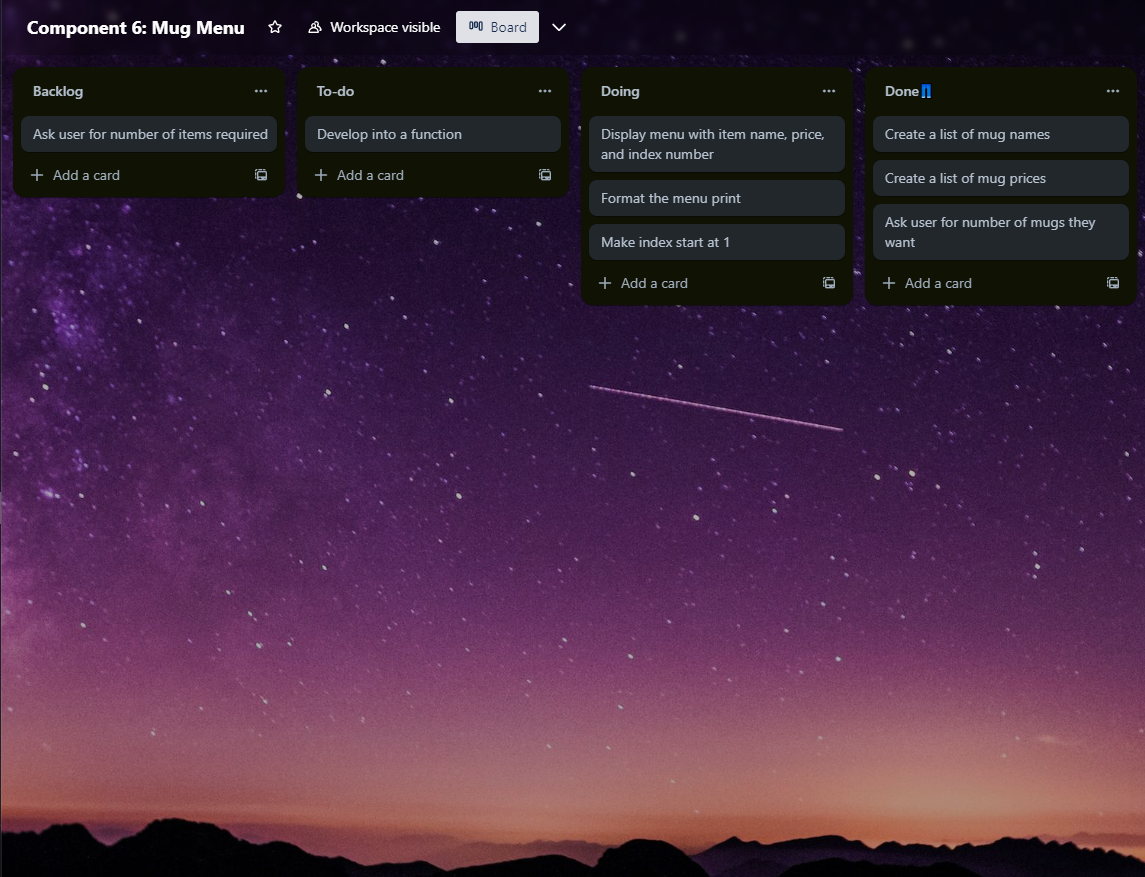 Component 6: Mug Menu
Workspace visible
Board
Backlog
Ask user for number of items required
Add a card
To-do
Develop into a function
Add a card
Doing
Display menu with item name, price,
and index number
Format the menu print
Make index start at 1
Add a card
Done👖
Create a list of mug names
Create a list of mug prices
Ask user for number of mugs they
want
Add a card